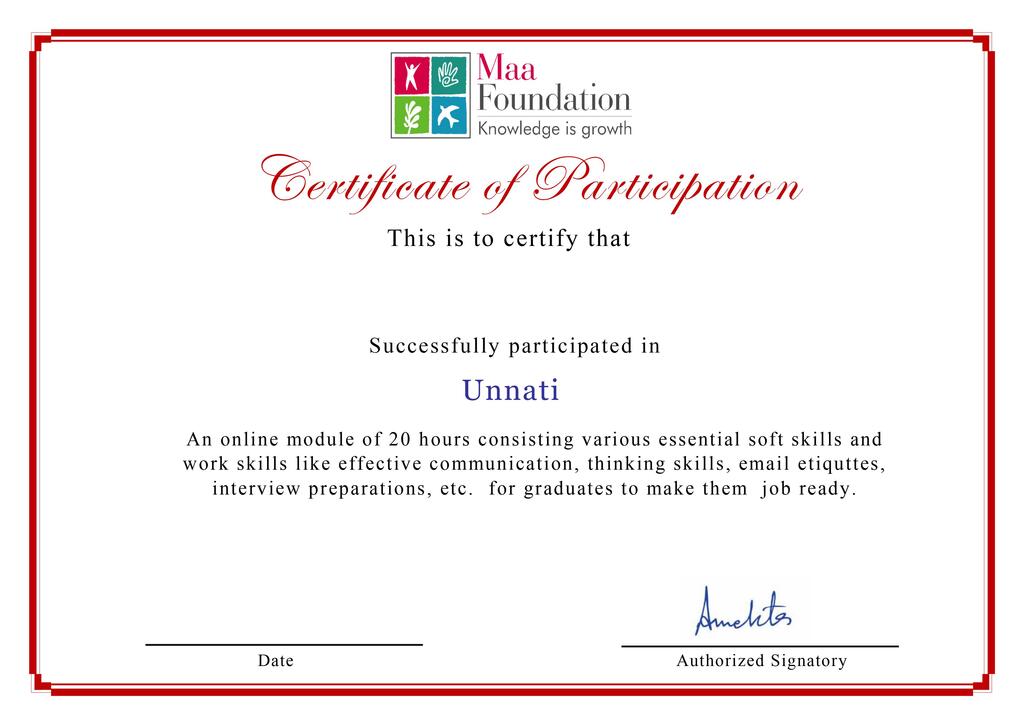 Maa
Foundation
Knowledge is growth
Certificate of Participation
This is to certify that
Successfully participated in
Unnati
An online module of 20 hours consisting various essential soft skills and
work skills like effective communication, thinking skills, email etiquttes,
interview preparations, etc. for graduates to make them job ready.
Date
Authorized Signatory